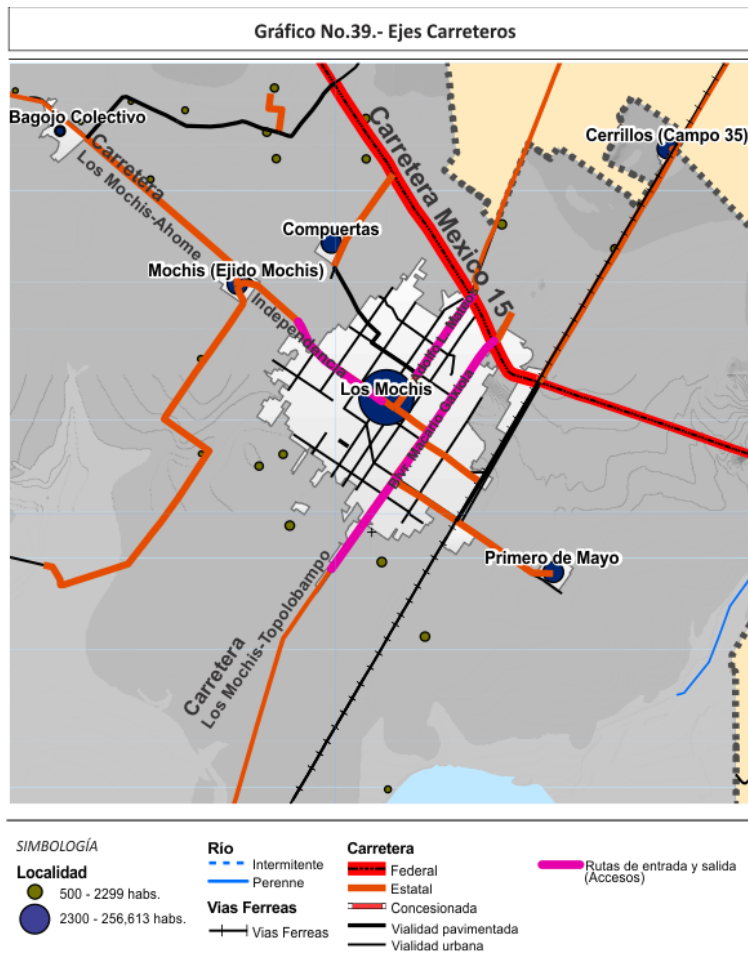 Gráfico No.39.- Ejes Carreteros
Bagojo Colectivo
Carretera
Los Mochis-Ahome
Carretera Mexico 15
Cerrillos (Campo 35)
Compuertas
Mochis (Ejido Mochis)
Independencia
Adolfo L. Mateos
Los Mochis
Blvr. Macario Gaxiola
Primero de Mayo
Carretera
Los Mochis-Topolobampo
SIMBOLOGÍA
Localidad
500 - 2299 habs.
2300 - 256,613 habs.
Río
Intermitente
Perenne
Vias Ferreas
Vias Ferreas
Carretera
Federal
Estatal
Concesionada
Vialidad pavimentada
Vialidad urbana
Rutas de entrada y salida
(Accesos)